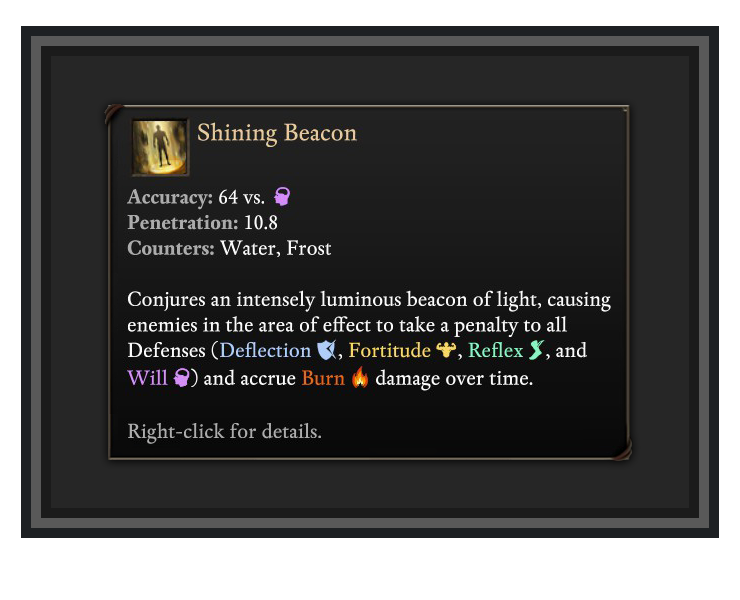 Shining Beacon
Accuracy: 64 vs.
Penetration: 10.8
Counters: Water, Frost
Conjures an intensely luminous beacon of light, causing
enemies in the area of effect to take a penalty to all
Defenses (Deflection , Fortitude , Reflex , and
Will ) and accrue Burn damage over time.
Right-click for details.